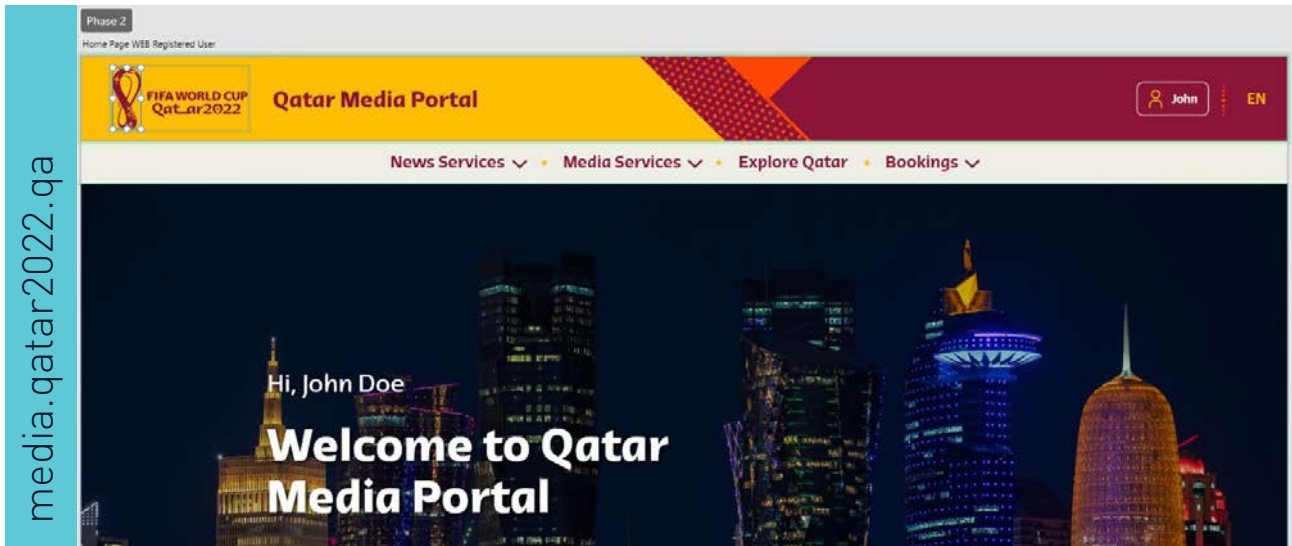 Phase 2
Home Page WEB Registered User
FIFA WORLD CUP
Qat_ar2022
Qatar Media Portal
John
EN
News Services
Media Services
Explore Qatar
Bookings
Hi, John Doe
Welcome to Qatar
Media Portal
media.qatar2022.qa